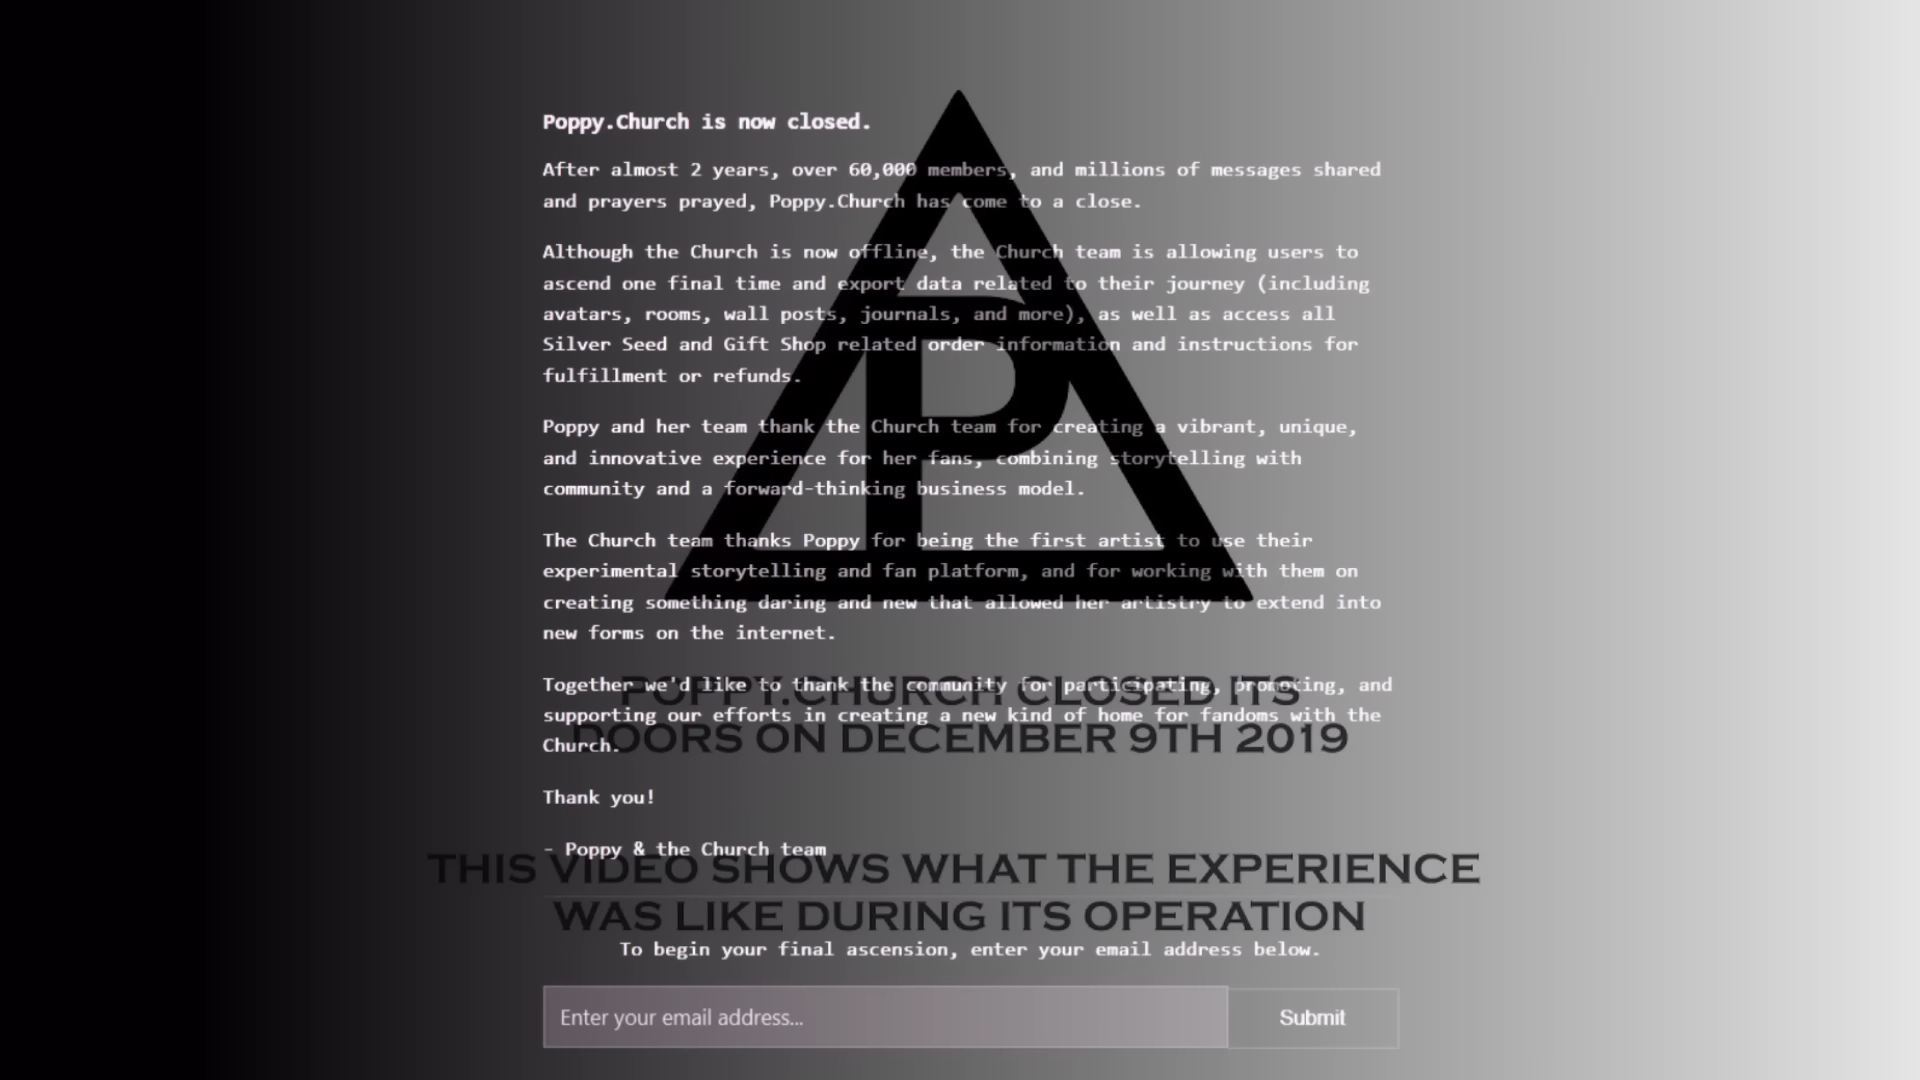 Poppy.Church is now closed.
After almost 2 years, over 60,000 members, and millions of messages shared
and prayers prayed, Poppy.Church has come to a close.
Although the Church is now offline, the Church team is allowing users to
ascend one final time and export data related to their journey (including
avatars, rooms, wall posts, journals, and more), as well as access all
Silver Seed and Gift Shop related order information and instructions for
fulfillment or refunds.
Poppy and her team thank the Church team for creating a vibrant, unique,
and innovative experience for her fans, combining storytelling with
community and a forward-thinking business model.
The Church team thanks Poppy for being the first artist to use their
experimental storytelling and fan platform, and for working with them on
creating something daring and new that allowed her artistry to extend into
new forms on the internet.
Together we'd like to thank the community for participating, promoting, and
supporting our efforts in creating a new kind of home for fandoms with the
Church.
Thank you!
- Poppy & the Church team
To begin your final ascension, enter your email address below.
Enter your email address...
Submit
P
POPPY.CHURCH CLOSED ITS
DOORS ON DECEMBER 9TH 2019
THIS VIDEO SHOWS WHAT THE EXPERIENCE
WAS LIKE DURING ITS OPERATION